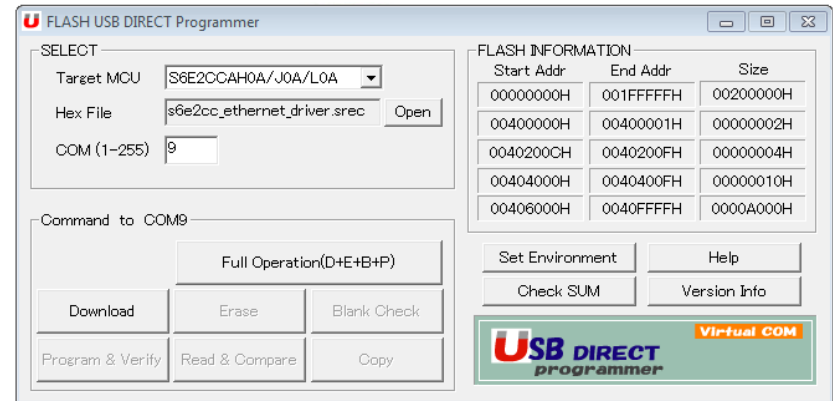 FLASH USB DIRECT Programmer
SELECT
Target MCU S6E2CCAH0A/J0A/L0A
Hex File s6e2cc_ethernet_driver.srec Open
COM (1-255) 9
Command to COM9
Full Operation(D+E+B+P)
Download Erase Blank Check
Program & Verify Read & Compare Copy
FLASH INFORMATION
Start Addr End Addr Size
00000000H 001FFFFFH 00200000H
00400000H 00400001H 00000002H
0040200CH 0040200FH 00000004H
00404000H 0040400FH 00000010H
00406000H 0040FFFFH 0000A000H
Set Environment Help
Check SUM Version Info
Virtual COM
USB DIRECT
programmer